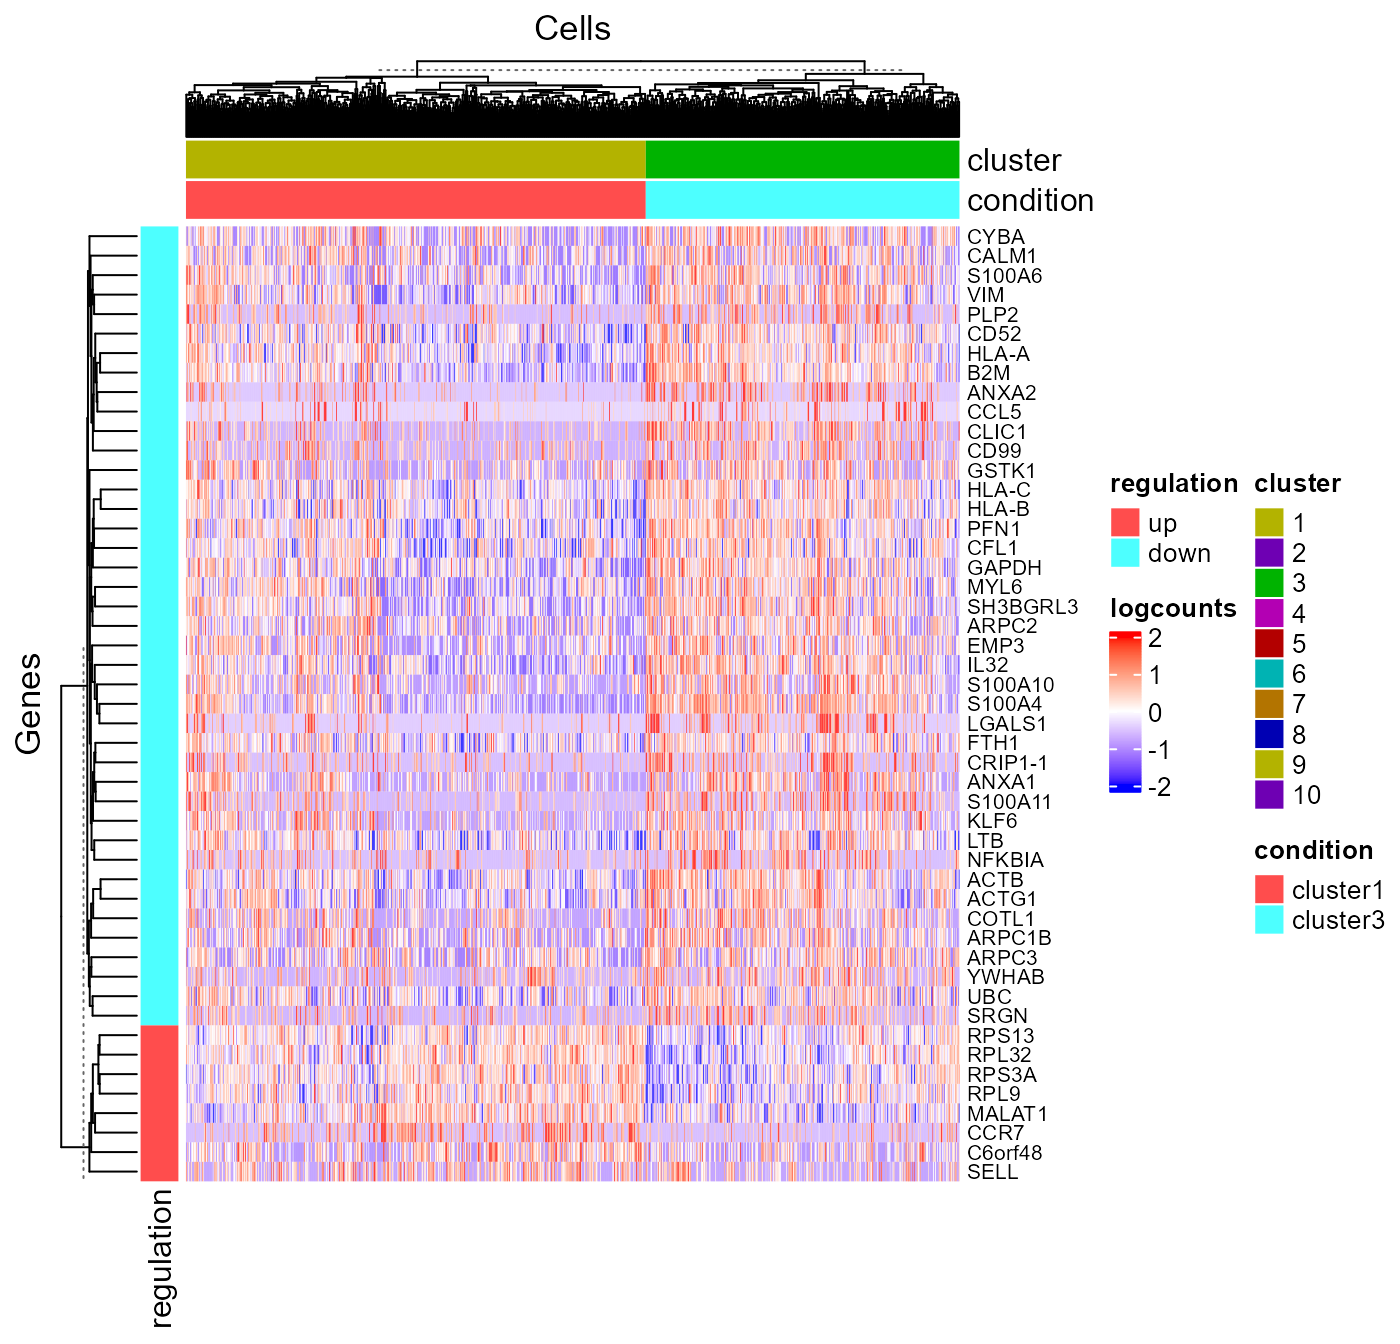 Cells
cluster
condition
CYBA
CALM1
S100A6
VIM
PLP2
CD52
HLA-A
B2M
ANXA2
CCL5
CLIC1
CD99
GSTK1
HLA-C
HLA-B
PFN1
CFL1
GAPDH
MYL6
SH3BGRL3
ARPC2
EMP3
IL32
S100A10
S100A4
LGALS1
FTH1
CRIP1-1
ANXA1
S100A11
KLF6
LTB
NFKBIA
ACTB
ACTG1
COTL1
ARPC1B
ARPC3
YWHAB
UBC
SRGN
RPS13
RPL32
RPS3A
RPL9
MALAT1
CCR7
C6orf48
SELL
Genes
regulation
regulation
up
down
logcounts
2
1
0
-1
-2
cluster
1
2
3
4
5
6
7
8
9
10
condition
cluster1
cluster3